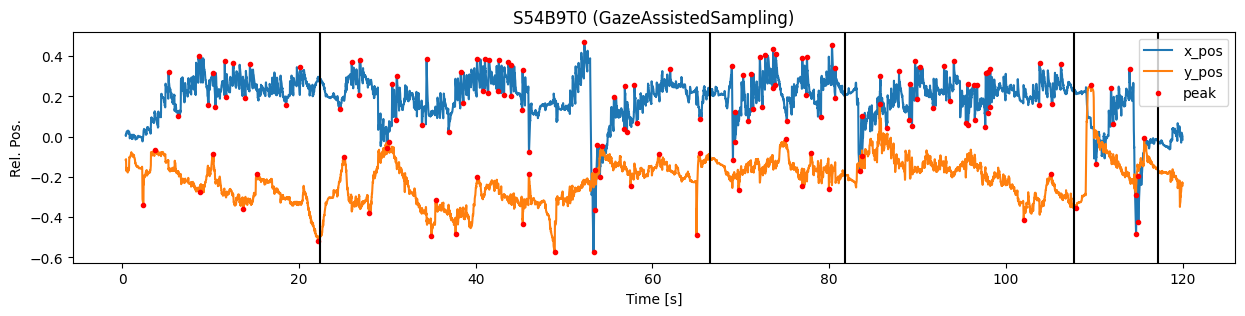 S54B9T0 (GazeAssistedSampling)
0.4
0.2
0.0
−0.2
−0.4
−0.6
Rel. Pos.
x_pos
y_pos
peak
0
20
40
60
80
100
120
Time [s]